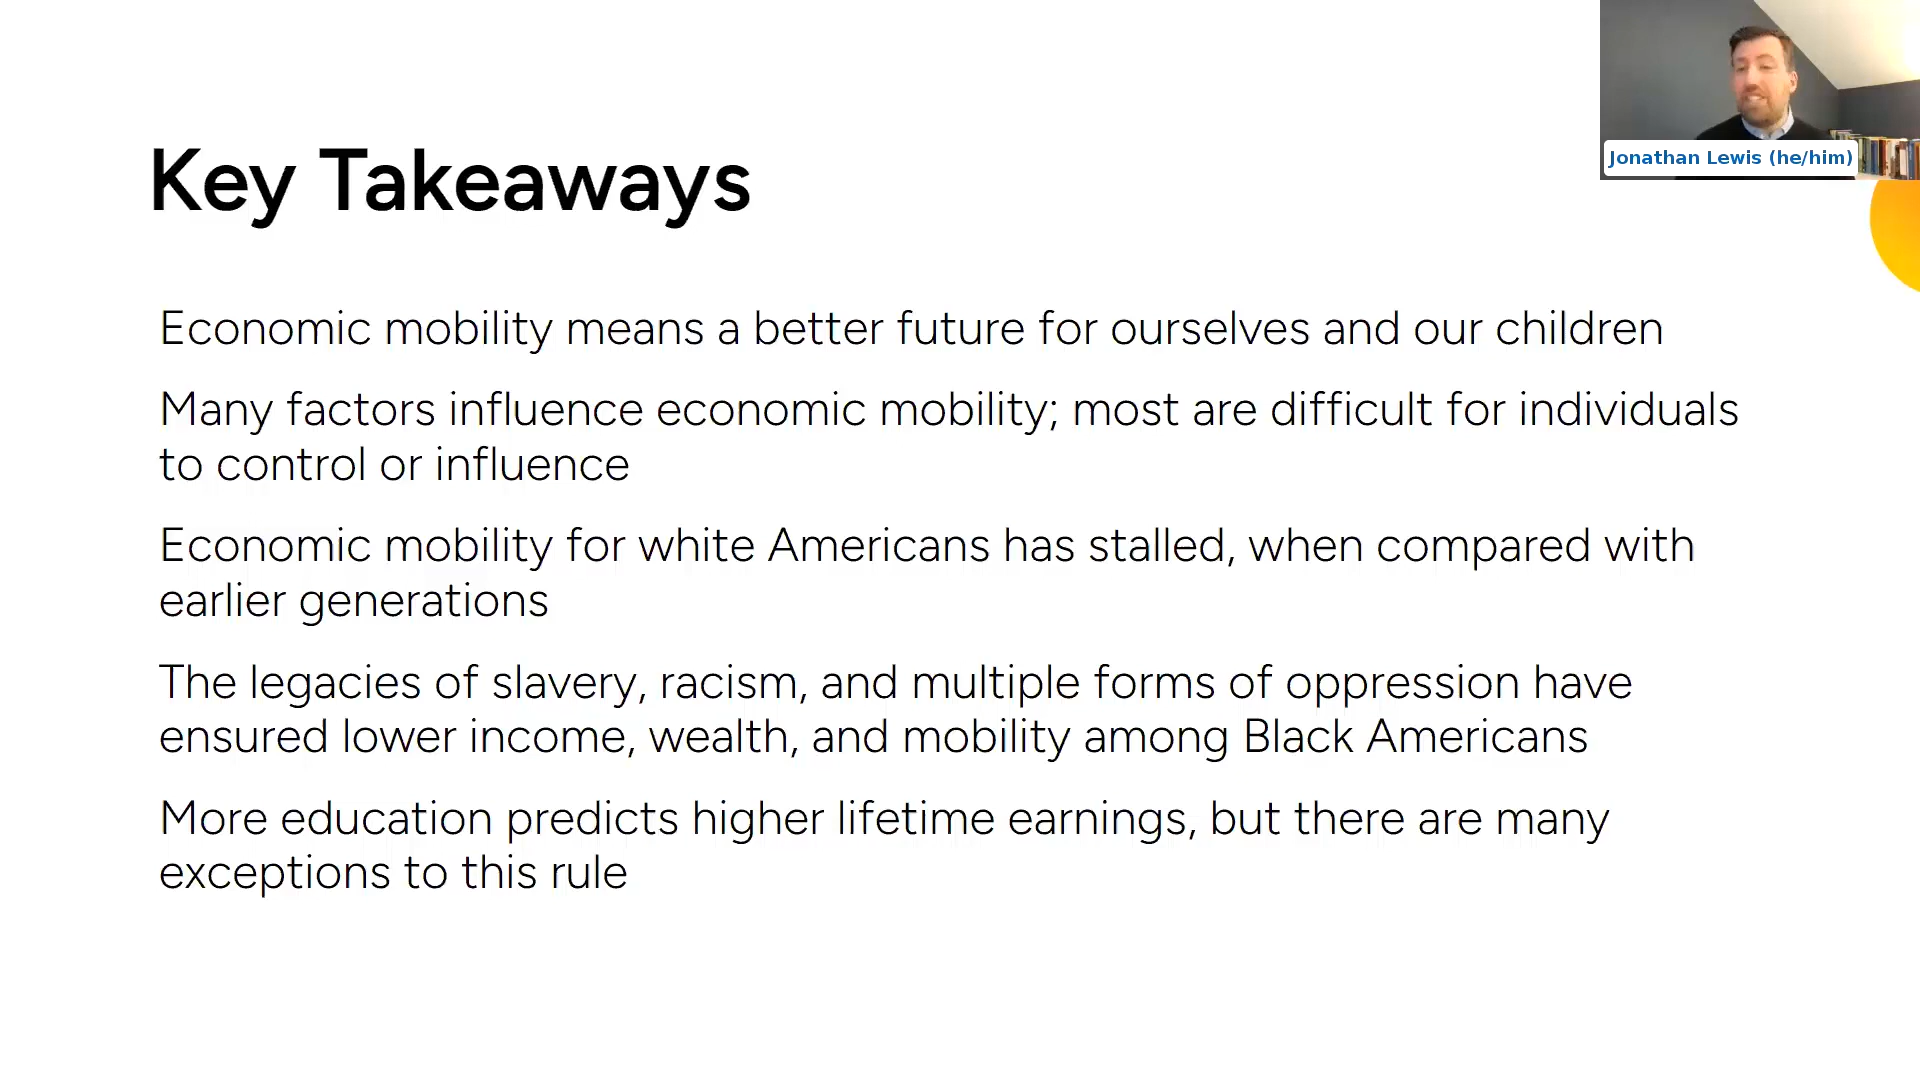 Jonathan Lewis (he/him)
Key Takeaways
Economic mobility means a better future for ourselves and our children
Many factors influence economic mobility; most are difficult for individuals
to control or influence
Economic mobility for white Americans has stalled, when compared with
earlier generations
The legacies of slavery, racism, and multiple forms of oppression have
ensured lower income, wealth, and mobility among Black Americans
More education predicts higher lifetime earnings, but there are many
exceptions to this rule